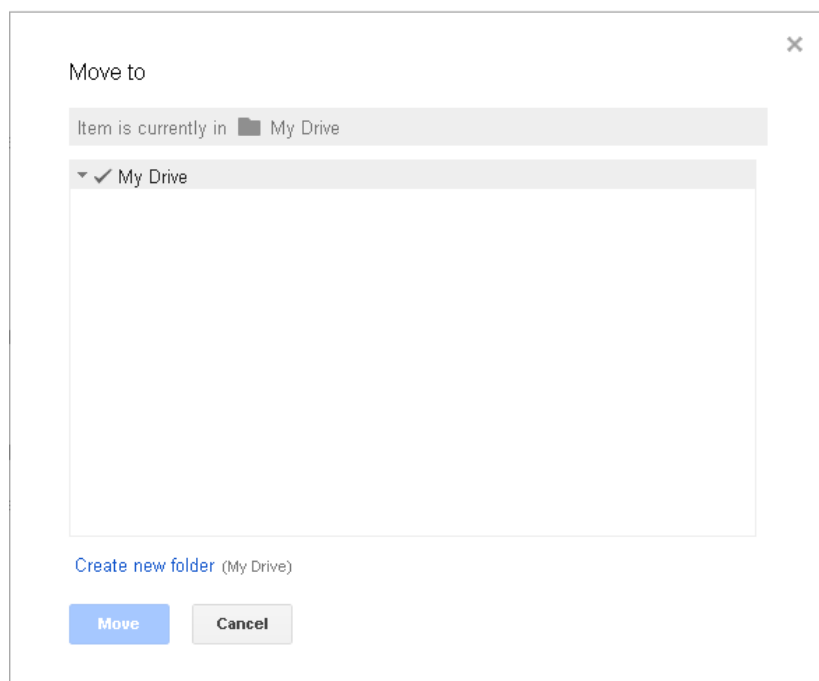 Move to
Item is currently in My Drive
My Drive
Create new folder (My Drive)
Move Cancel